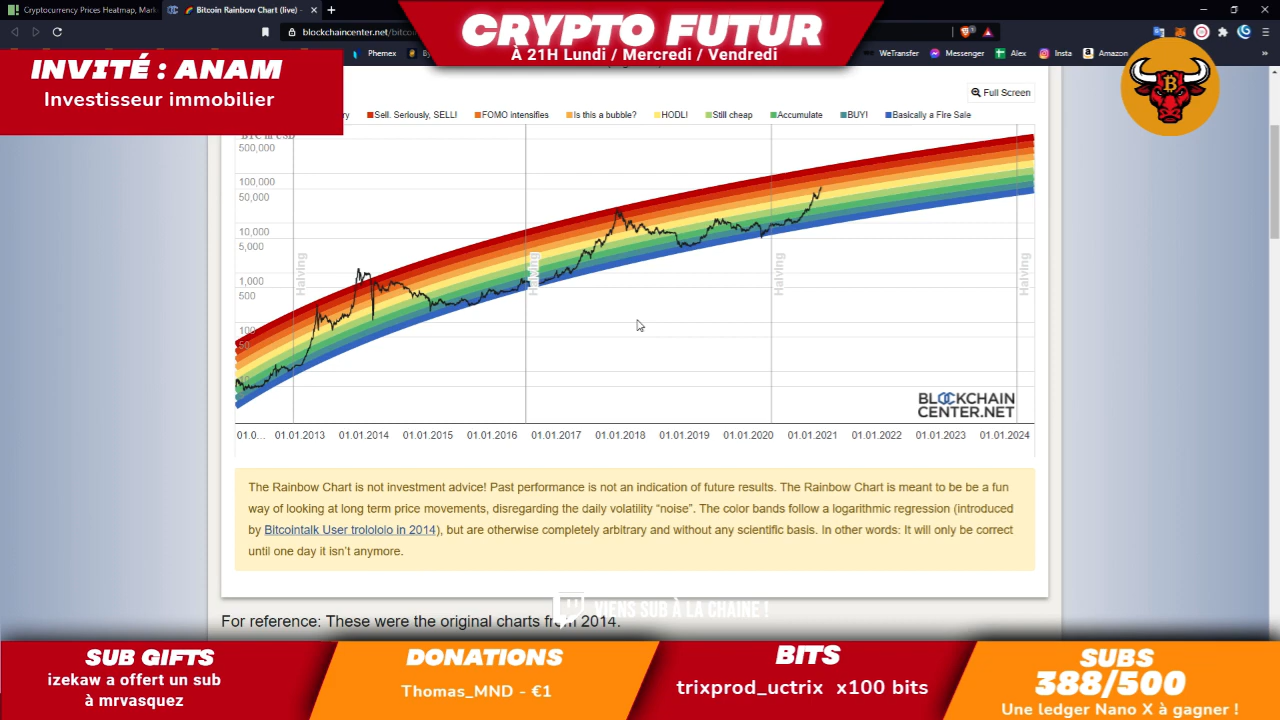 Cryptocurrency Prices Heatmap, Mark
Bitcoin Rainbow Chart (live) -
CRYPTO FUTUR
À 21H Lundi / Mercredi / Vendredi
blockchaincenter.net/bitco
Phemex
By
WeTransfer
Messenger
Alex
Insta
Amazon
INVITÉ : ANAM
Investisseur immobilier
Full Screen
ry
Sell. Seriously, SELL!
FOMO intensifies
Is this a bubble?
HODL!
Still cheap
Accumulate
BUY!
Basically a Fire Sale
BTC in USD
500,000
100,000
50,000
10,000
5,000
1,000
500
100
50
10
Halving
Halving
Halving
Halving
BLOCKCHAIN
CENTER.NET
01.0... 01.01.2013 01.01.2014 01.01.2015 01.01.2016 01.01.2017 01.01.2018 01.01.2019 01.01.2020 01.01.2021 01.01.2022 01.01.2023 01.01.2024
The Rainbow Chart is not investment advice! Past performance is not an indication of future results. The Rainbow Chart is meant to be be a fun
way of looking at long term price movements, disregarding the daily volatility “noise”. The color bands follow a logarithmic regression (introduced
by Bitcointalk User trolololo in 2014), but are otherwise completely arbitrary and without any scientific basis. In other words: It will only be correct
until one day it isn’t anymore.
VIENS SUB À LA CHAINE !
For reference: These were the original charts from 2014.
SUB GIFTS
izekaw a offert un sub
à mrvasquez
DONATIONS
Thomas_MND - €1
BITS
trixprod_uctrix x100 bits
SUBS
388/500
Une ledger Nano X à gagner !